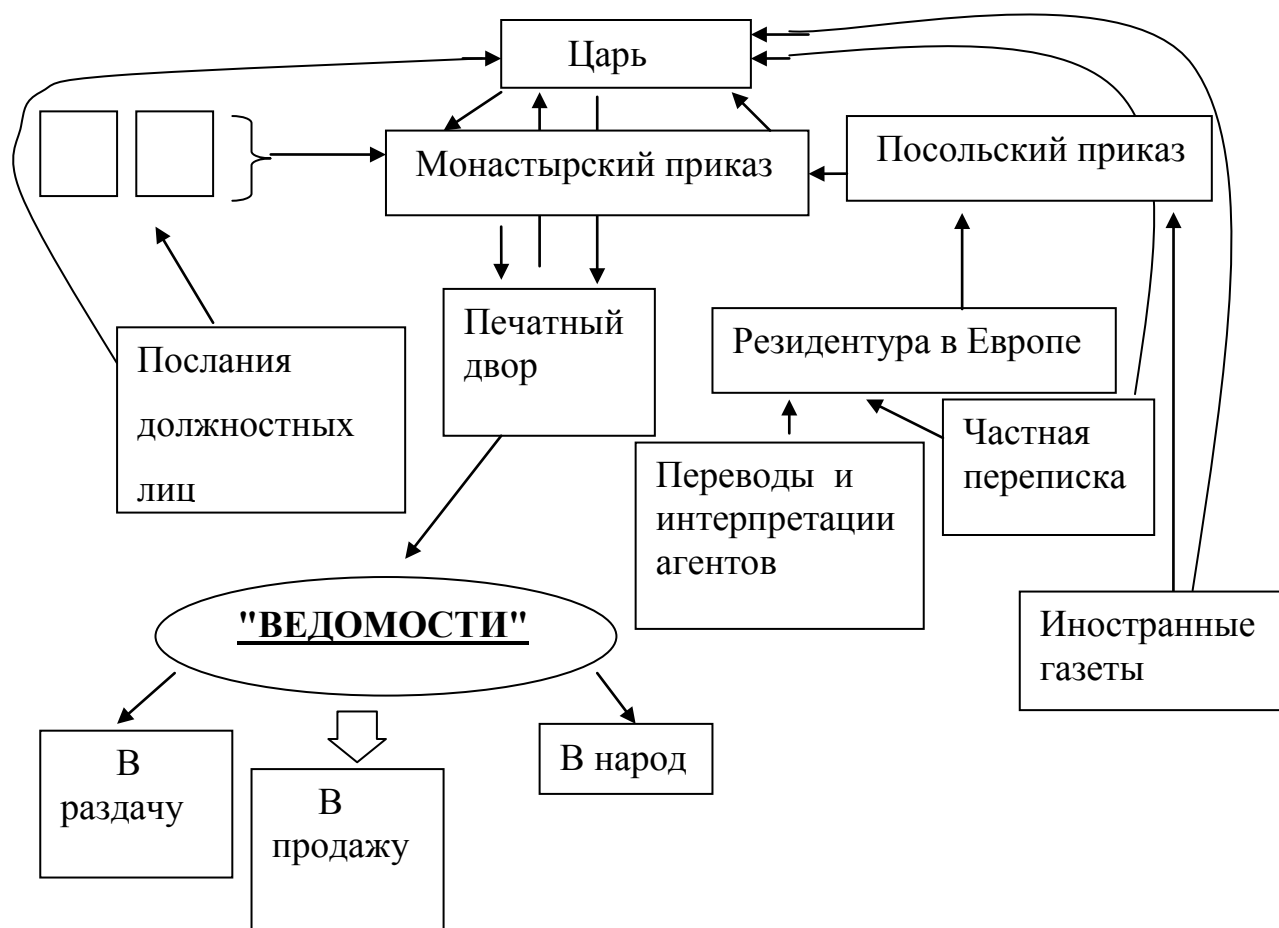 Царь
Монастырский приказ
Посольский приказ
Печатный
двор
Резидентура в Европе
Послания
должностных
лиц
Частная
переписка
Переводы и
интерпретации
агентов
"ВЕДОМОСТИ"
Иностранные
газеты
В
раздачу
В
продажу
В народ